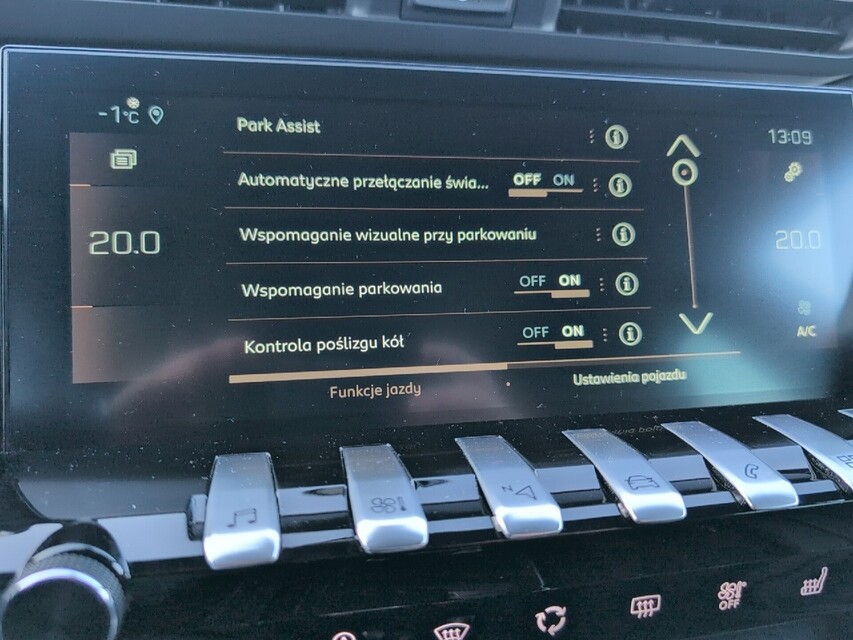 -1°C
Park Assist
13:09
Automatyczne przełączanie świa... OFF ON
20.0
Wspomaganie wizualne przy parkowaniu
20.0
Wspomaganie parkowania OFF ON
Kontrola poślizgu kół OFF ON
A/C
Funkcje jazdy
Ustawienia pojazdu
N
OFF